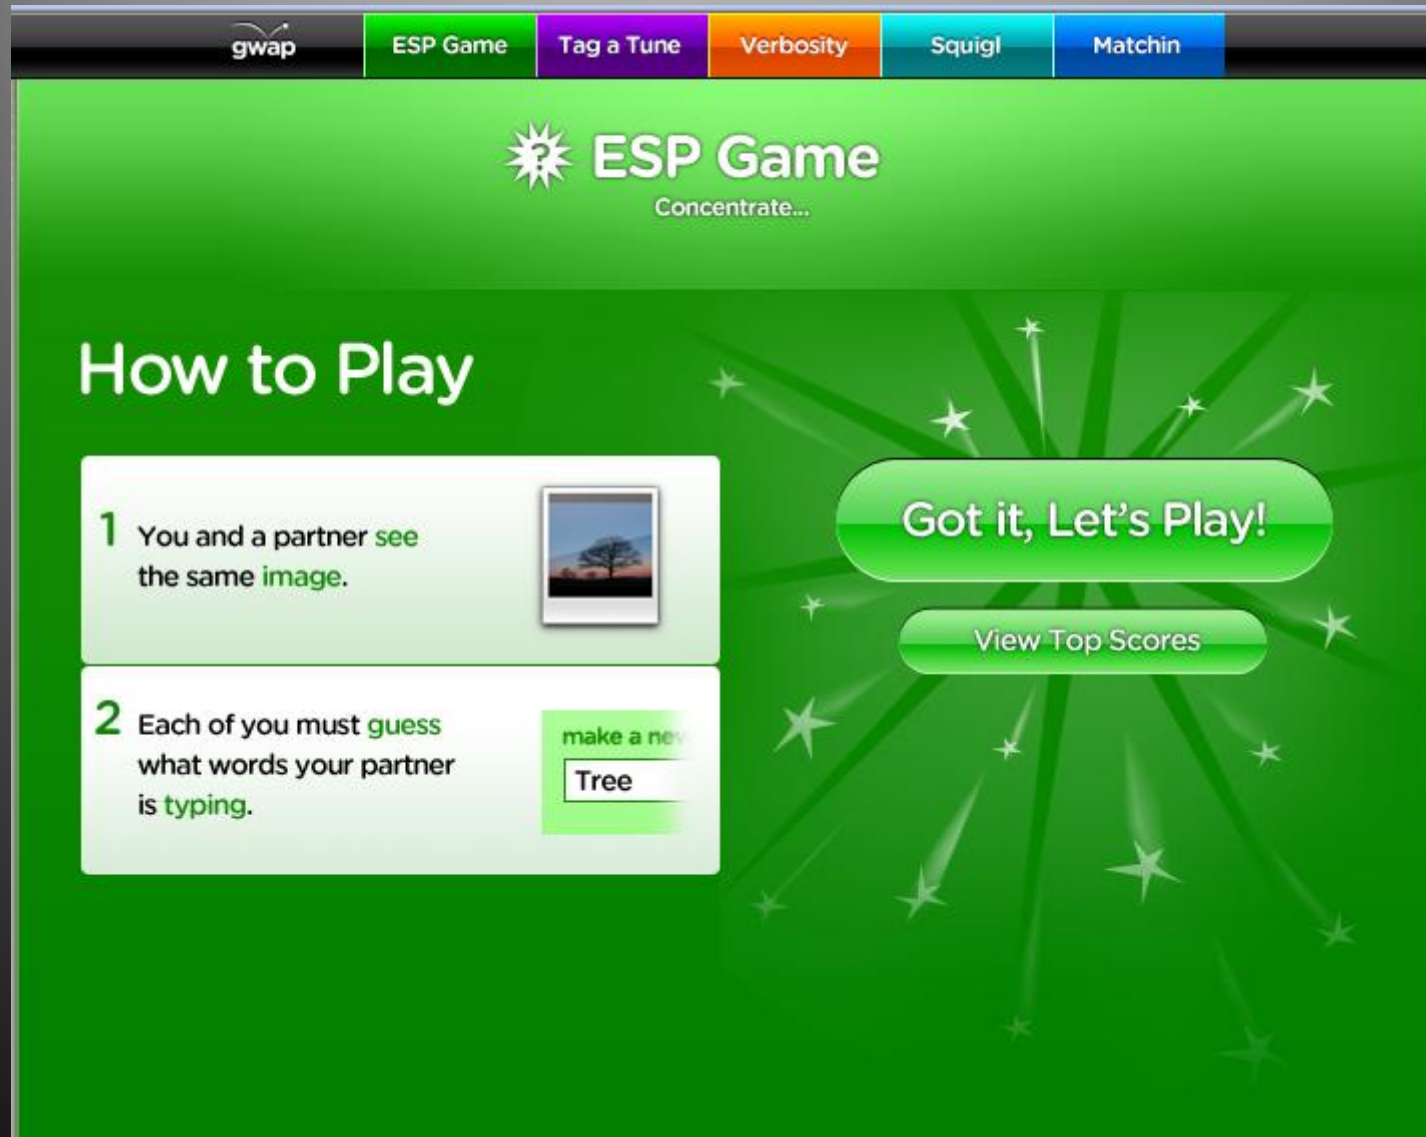 gwap
ESP Game
Tag a Tune
Verbosity
Squigl
Matchin
? ESP Game
Concentrate...
How to Play
1 You and a partner see
the same image.
Got it, Let's Play!
View Top Scores
2 Each of you must guess
what words your partner
is typing.
make a new
Tree